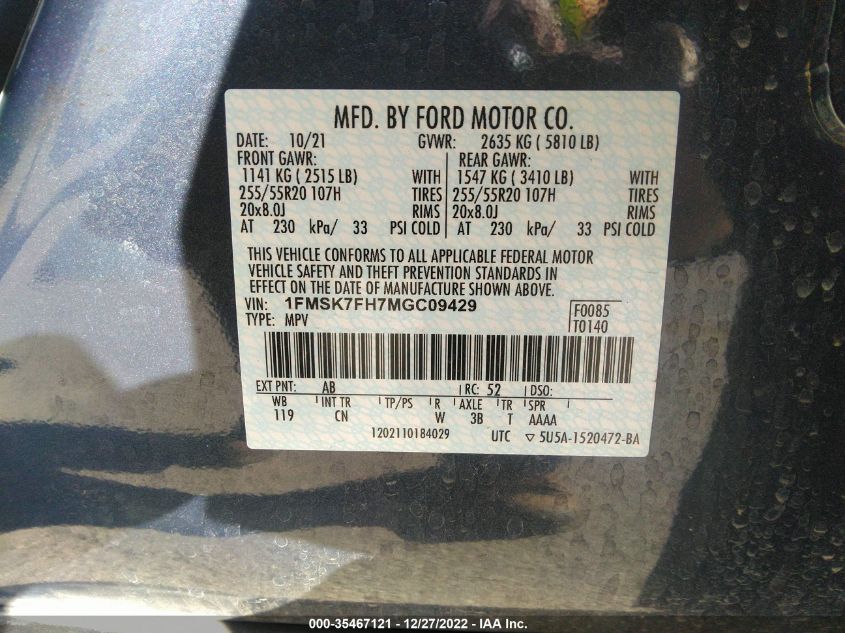 MFD. BY FORD MOTOR CO.
DATE: 10/21 GVWR: 2635 KG ( 5810 LB)
FRONT GAWR: REAR GAWR:
1141 KG ( 2515 LB) WITH 1547 KG ( 3410 LB) WITH
255/55R20 107H TIRES 255/55R20 107H TIRES
20x8.0J RIMS 20x8.0J RIMS
AT 230 kPa/ 33 PSI COLD AT 230 kPa/ 33 PSI COLD
THIS VEHICLE CONFORMS TO ALL APPLICABLE FEDERAL MOTOR
VEHICLE SAFETY AND THEFT PREVENTION STANDARDS IN
EFFECT ON THE DATE OF MANUFACTURE SHOWN ABOVE.
VIN: 1FMSK7FH7MGC09429 F0085
TYPE: MPV T0140
EXT PNT: AB RC: 52 DSO:
WB INT TR TP/PS R AXLE TR SPR
119 CN W 3B T AAAA
1202110184029 UTC ▽ 5U5A-1520472-BA
000-35467121 - 12/27/2022 - IAA Inc.